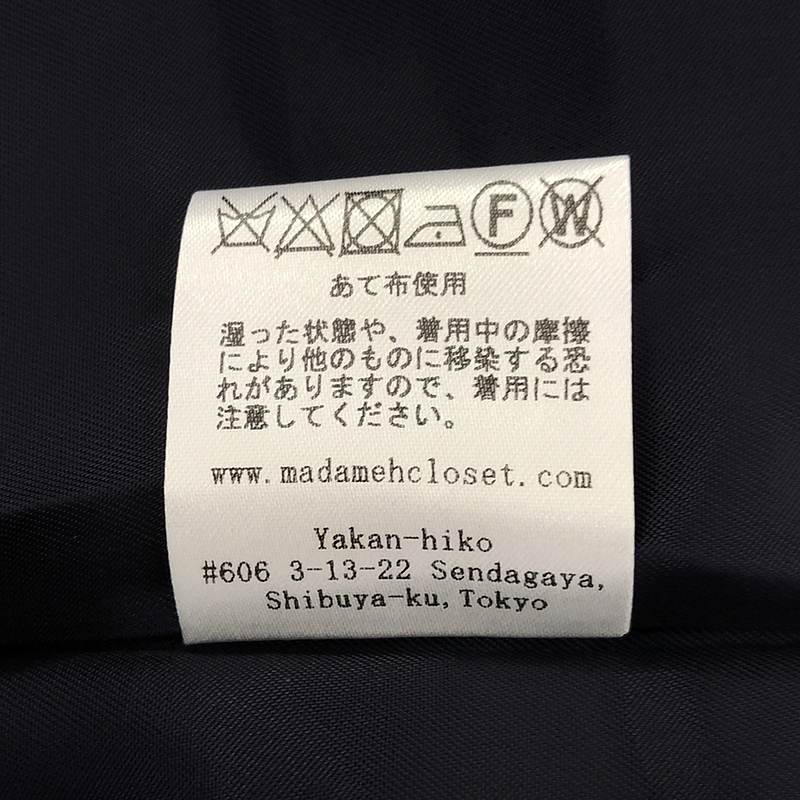 F W
あて布使用
湿った状態や、着用中の摩擦
により他のものに移染する恐
れがありますので、着用には
注意してください。
www.madamehcloset.com
Yakan-hiko
#606 3-13-22 Sendagaya,
Shibuya-ku,Tokyo